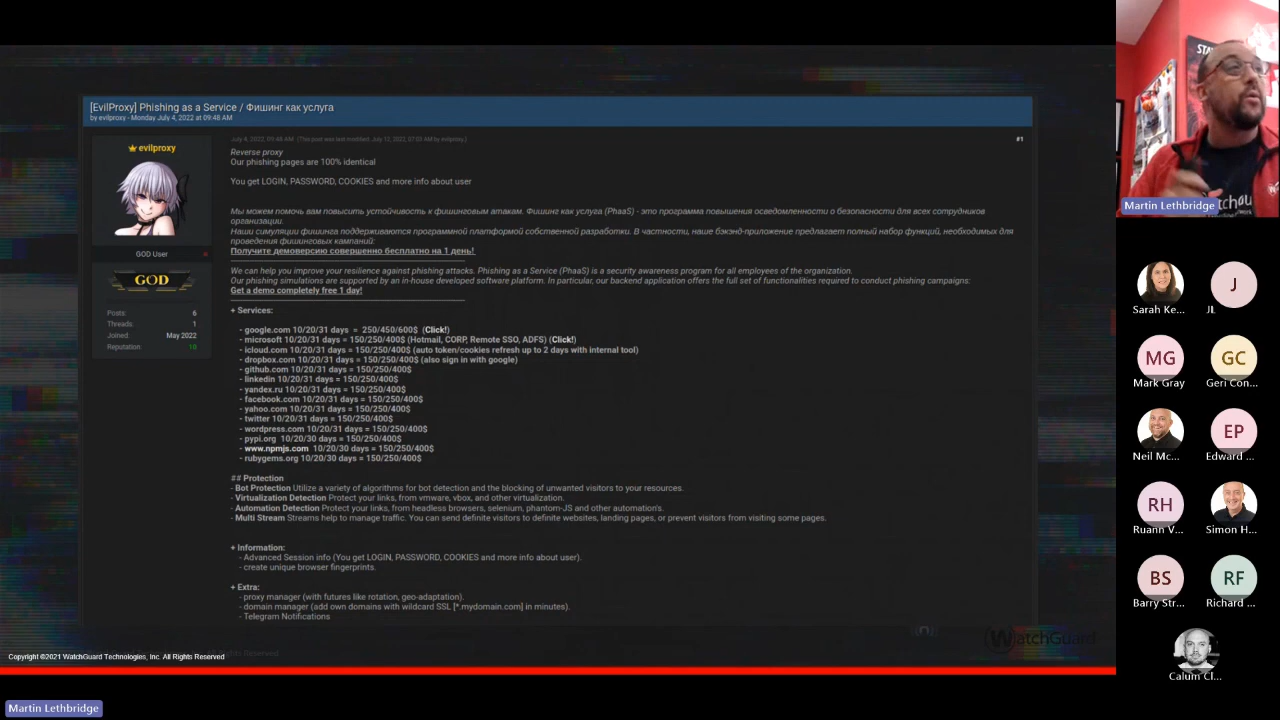 [EvilProxy] Phishing as a Service / Фишинг как услуга
by evilproxy - Monday July 4, 2022 at 09:48 AM
evilproxy
GOD User
GOD
Posts: 6
Threads: 1
Joined: May 2022
Reputation: 10
July 4, 2022, 09:48 AM (This post was last modified: July 12, 2022, 07:03 AM by evilproxy.)
#1
Reverse proxy
Our phishing pages are 100% identical
You get LOGIN, PASSWORD, COOKIES and more info about user
Мы можем помочь вам повысить устойчивость к фишинговым атакам. Фишинг как услуга (PhaaS) - это программа повышения осведомленности о безопасности для всех сотрудников
организации.
Наши симуляции фишинга поддерживаются программной платформой собственной разработки. В частности, наше бэкэнд-приложение предлагает полный набор функций, необходимых для
проведения фишинговых кампаний:
Получите демоверсию совершенно бесплатно на 1 день!
We can help you improve your resilience against phishing attacks. Phishing as a Service (PhaaS) is a security awareness program for all employees of the organization.
Our phishing simulations are supported by an in-house developed software platform. In particular, our backend application offers the full set of functionalities required to conduct phishing campaigns:
Get a demo completely free 1 day!
+ Services:
- google.com 10/20/31 days = 250/450/600$ (Click!)
- microsoft 10/20/31 days = 150/250/400$ (Hotmail, CORP, Remote SSO, ADFS) (Click!)
- icloud.com 10/20/31 days = 150/250/400$ (auto token/cookies refresh up to 2 days with internal tool)
- dropbox.com 10/20/31 days = 150/250/400$ (also sign in with google)
- github.com 10/20/31 days = 150/250/400$
- linkedin 10/20/31 days = 150/250/400$
- yandex.ru 10/20/31 days = 150/250/400$
- facebook.com 10/20/31 days = 150/250/400$
- yahoo.com 10/20/31 days = 150/250/400$
- twitter 10/20/31 days = 150/250/400$
- wordpress.com 10/20/31 days = 150/250/400$
- pypi.org 10/20/30 days = 150/250/400$
- www.npmjs.com 10/20/30 days = 150/250/400$
- rubygems.org 10/20/30 days = 150/250/400$
## Protection
- Bot Protection Utilize a variety of algorithms for bot detection and the blocking of unwanted visitors to your resources.
- Virtualization Detection Protect your links, from vmware, vbox, and other virtualization.
- Automation Detection Protect your links, from headless browsers, selenium, phantom-JS and other automation's.
- Multi Stream Streams help to manage traffic. You can send definite visitors to definite websites, landing pages, or prevent visitors from visiting some pages.
+ Information:
- Advanced Session info (You get LOGIN, PASSWORD, COOKIES and more info about user).
- create unique browser fingerprints.
+ Extra:
- proxy manager (with futures like rotation, geo-adaptation).
- domain manager (add own domains with wildcard SSL [*.mydomain.com] in minutes).
- Telegram Notifications
WatchGuard
Copyright ©2021 WatchGuard Technologies, Inc. All Rights Reserved
Martin Lethbridge
Martin Lethbridge
Sarah Ke...
J
JL
MG
Mark Gray
GC
Geri Con...
Neil Mc...
EP
Edward ...
RH
Ruann V...
Simon H...
BS
Barry Str...
RF
Richard ...
Calum Cl...